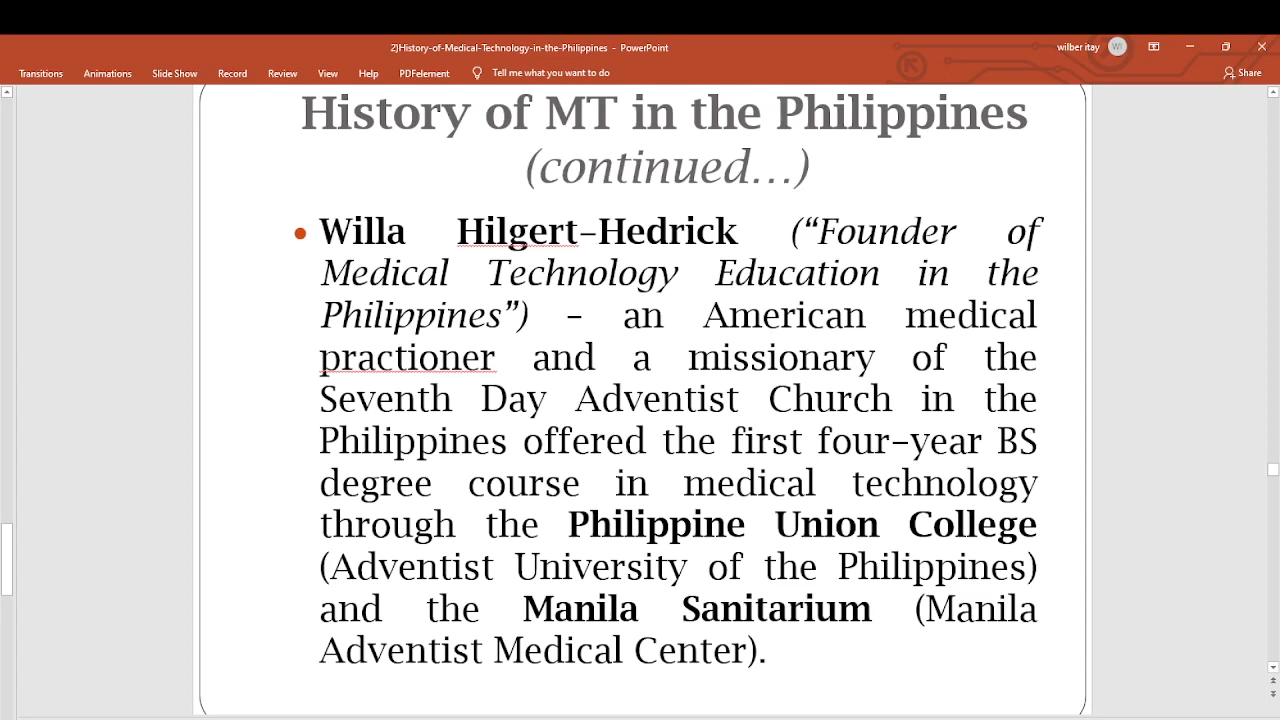 2)History-of-Medical-Technology-in-the-Philippines - PowerPoint
wilber itay
WI
Transitions Animations Slide Show Record Review View Help PDFelement Tell me what you want to do Share
History of MT in the Philippines
(continued...)
• Willa Hilgert-Hedrick (“Founder of
Medical Technology Education in the
Philippines”) - an American medical
practioner and a missionary of the
Seventh Day Adventist Church in the
Philippines offered the first four-year BS
degree course in medical technology
through the Philippine Union College
(Adventist University of the Philippines)
and the Manila Sanitarium (Manila
Adventist Medical Center).